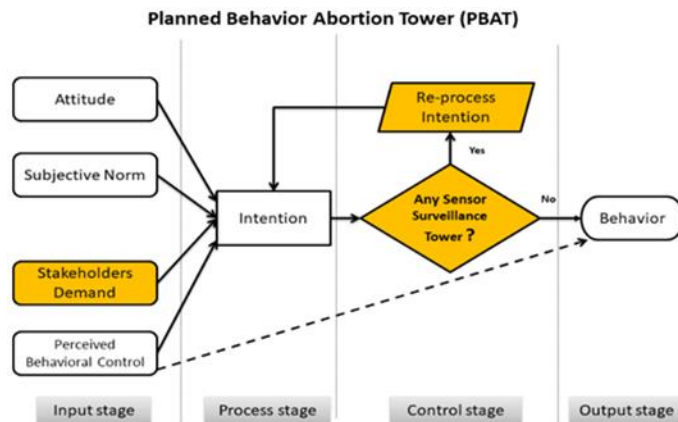 Planned Behavior Abortion Tower (PBAT)
Attitude
Subjective Norm
Stakeholders
Demand
Perceived
Behavioral Control
Intention
Re-process
Intention
Yes
Any Sensor
Surveillance
Tower ?
No
Behavior
Input stage
Process stage
Control stage
Output stage